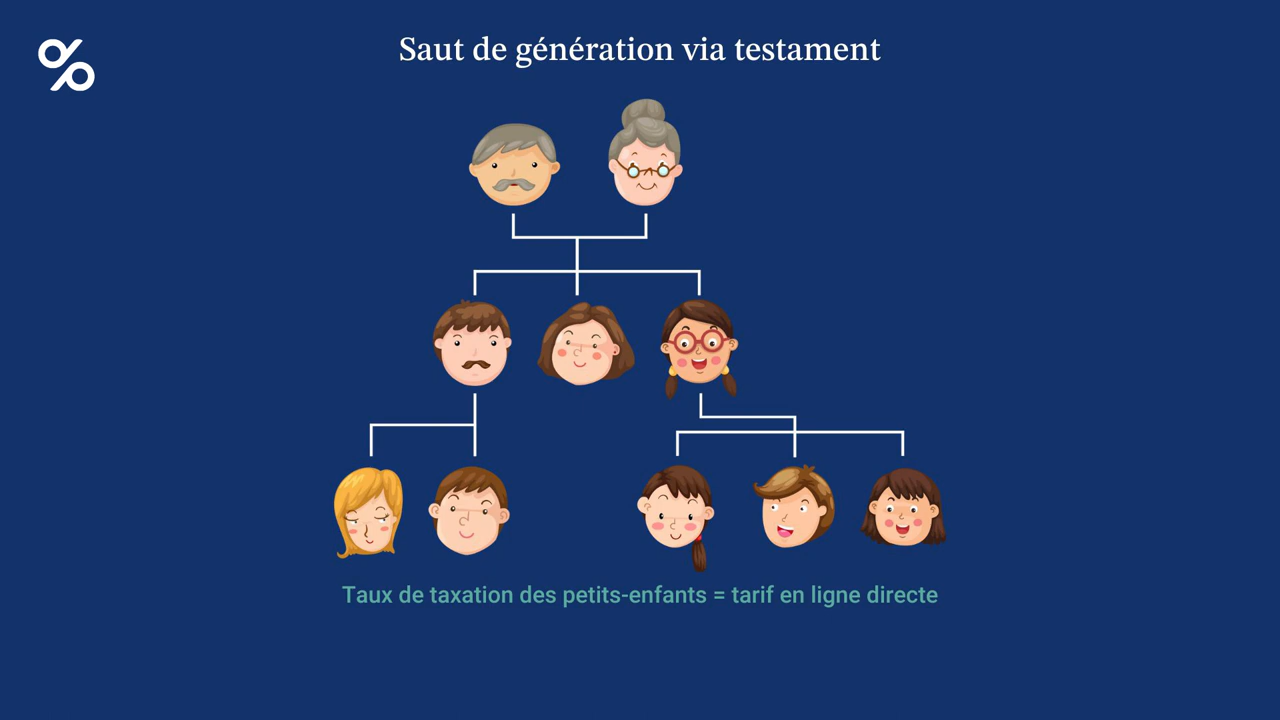 Saut de génération via testament
Taux de taxation des petits-enfants = tarif en ligne directe